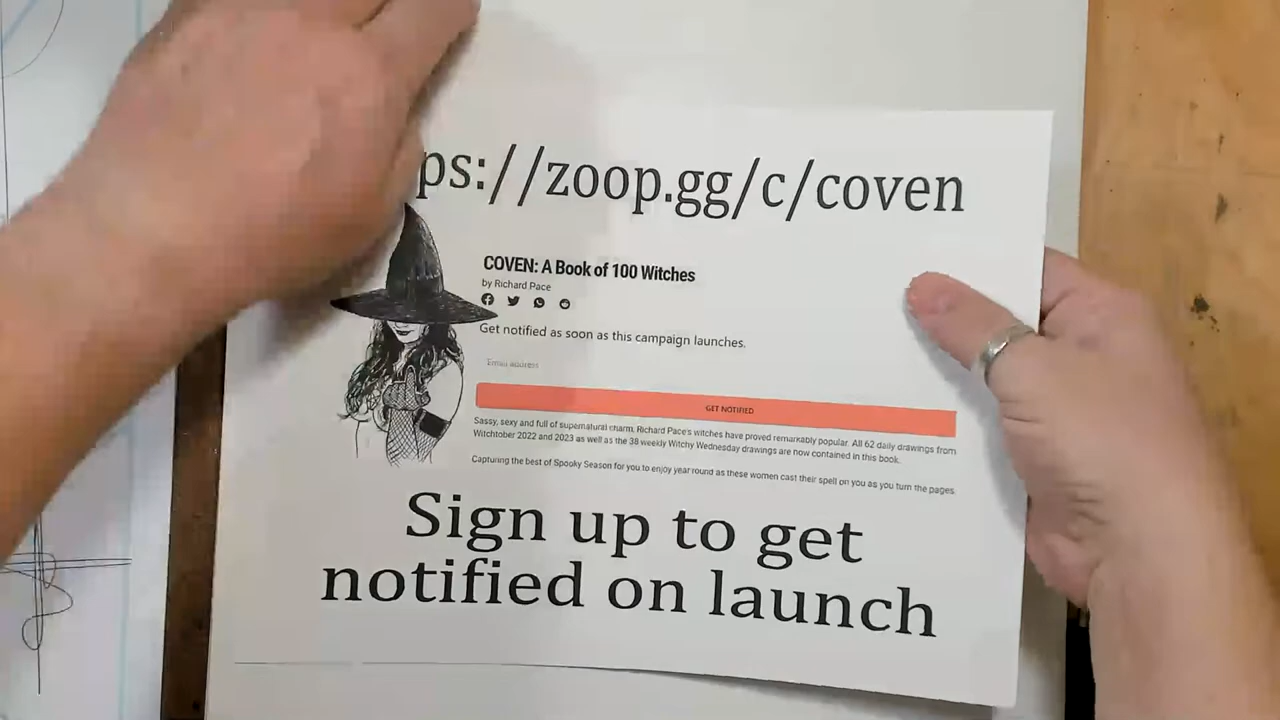 ps://zoop.gg/c/coven
COVEN: A Book of 100 Witches
by Richard Pace
Get notified as soon as this campaign launches.
Email address
GET NOTIFIED
Sassy, sexy and full of supernatural charm, Richard Pace's witches have proved remarkably popular. All 62 daily drawings from
Witchtober 2022 and 2023 as well as the 38 weekly Witchy Wednesday drawings are now contained in this book.
Capturing the best of Spooky Season for you to enjoy year round as these women cast their spell on you as you turn the pages.
Sign up to get
notified on launch